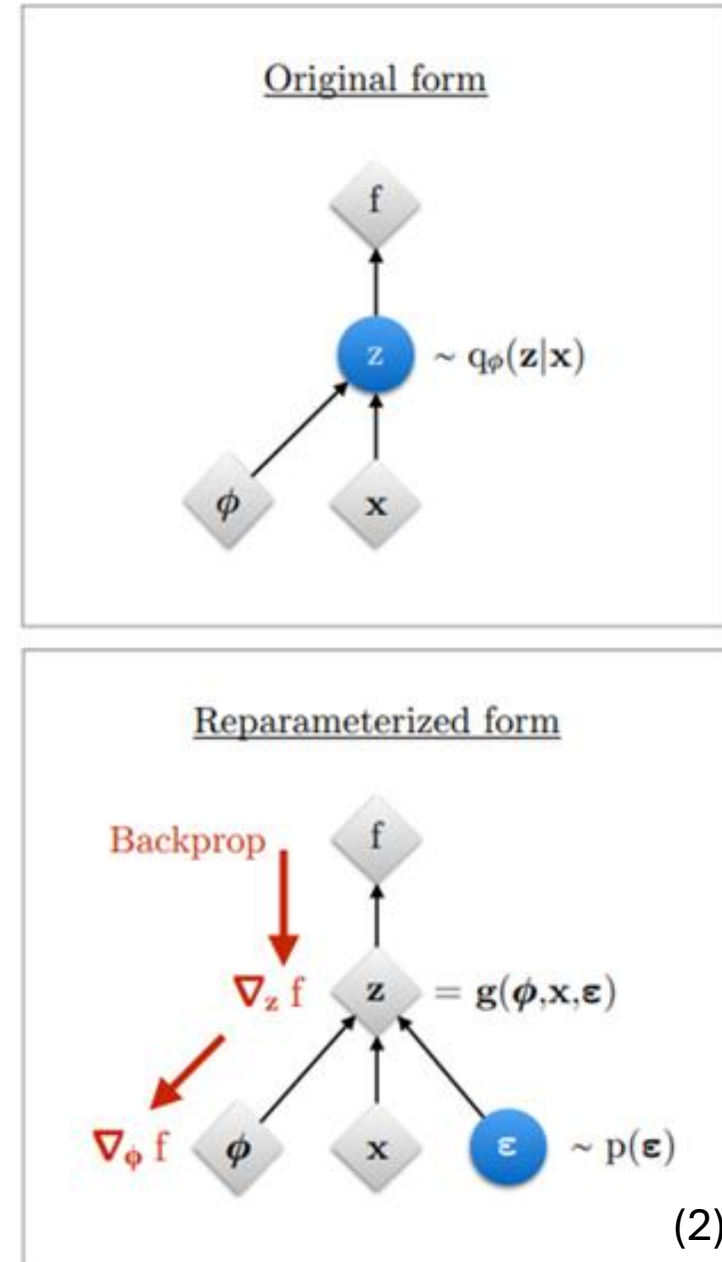 Original form
f
z ~ qϕ(z|x)
ϕ x
Reparameterized form
Backprop f
∇z f z = g(ϕ,x,ε)
∇ϕ f ϕ x ε ~ p(ε)
(2)